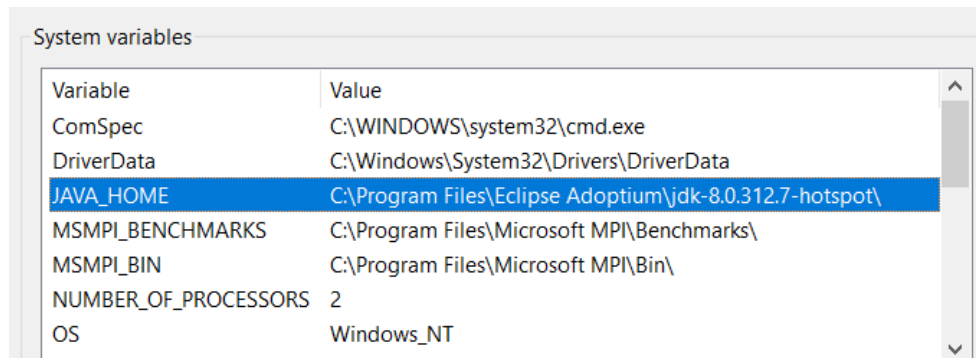 System variables
Variable Value
ComSpec C:\WINDOWS\system32\cmd.exe
DriverData C:\Windows\System32\Drivers\DriverData
JAVA_HOME C:\Program Files\Eclipse Adoptium\jdk-8.0.312.7-hotspot\
MSMPI_BENCHMARKS C:\Program Files\Microsoft MPI\Benchmarks\
MSMPI_BIN C:\Program Files\Microsoft MPI\Bin\
NUMBER_OF_PROCESSORS 2
OS Windows_NT